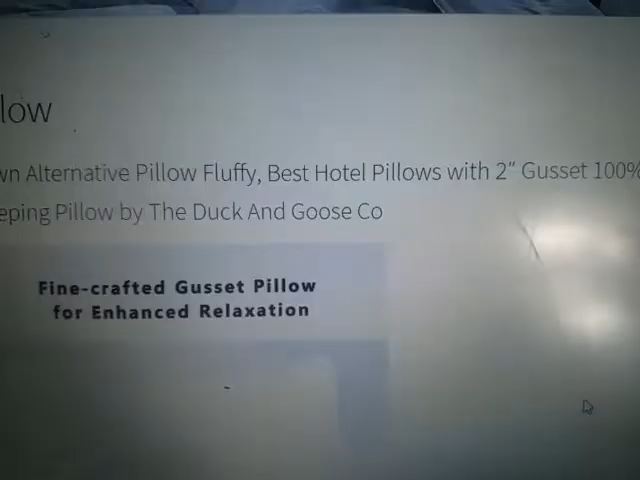 low
wn Alternative Pillow Fluffy, Best Hotel Pillows with 2" Gusset 100%
eping Pillow by The Duck And Goose Co
Fine-crafted Gusset Pillow
for Enhanced Relaxation